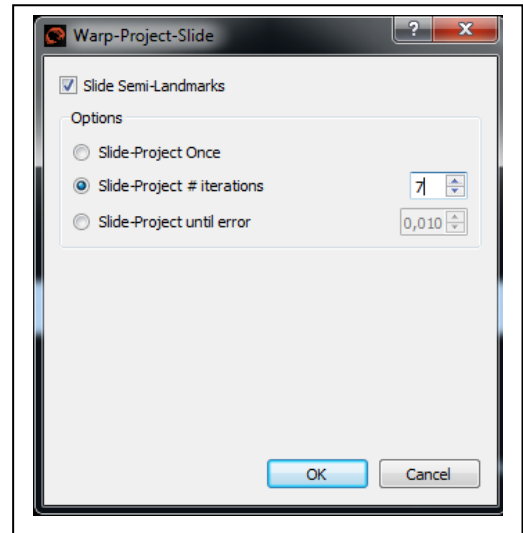 Warp-Project-Slide
Slide Semi-Landmarks
Options
Slide-Project Once
Slide-Project # iterations 7
Slide-Project until error 0,010
OK Cancel